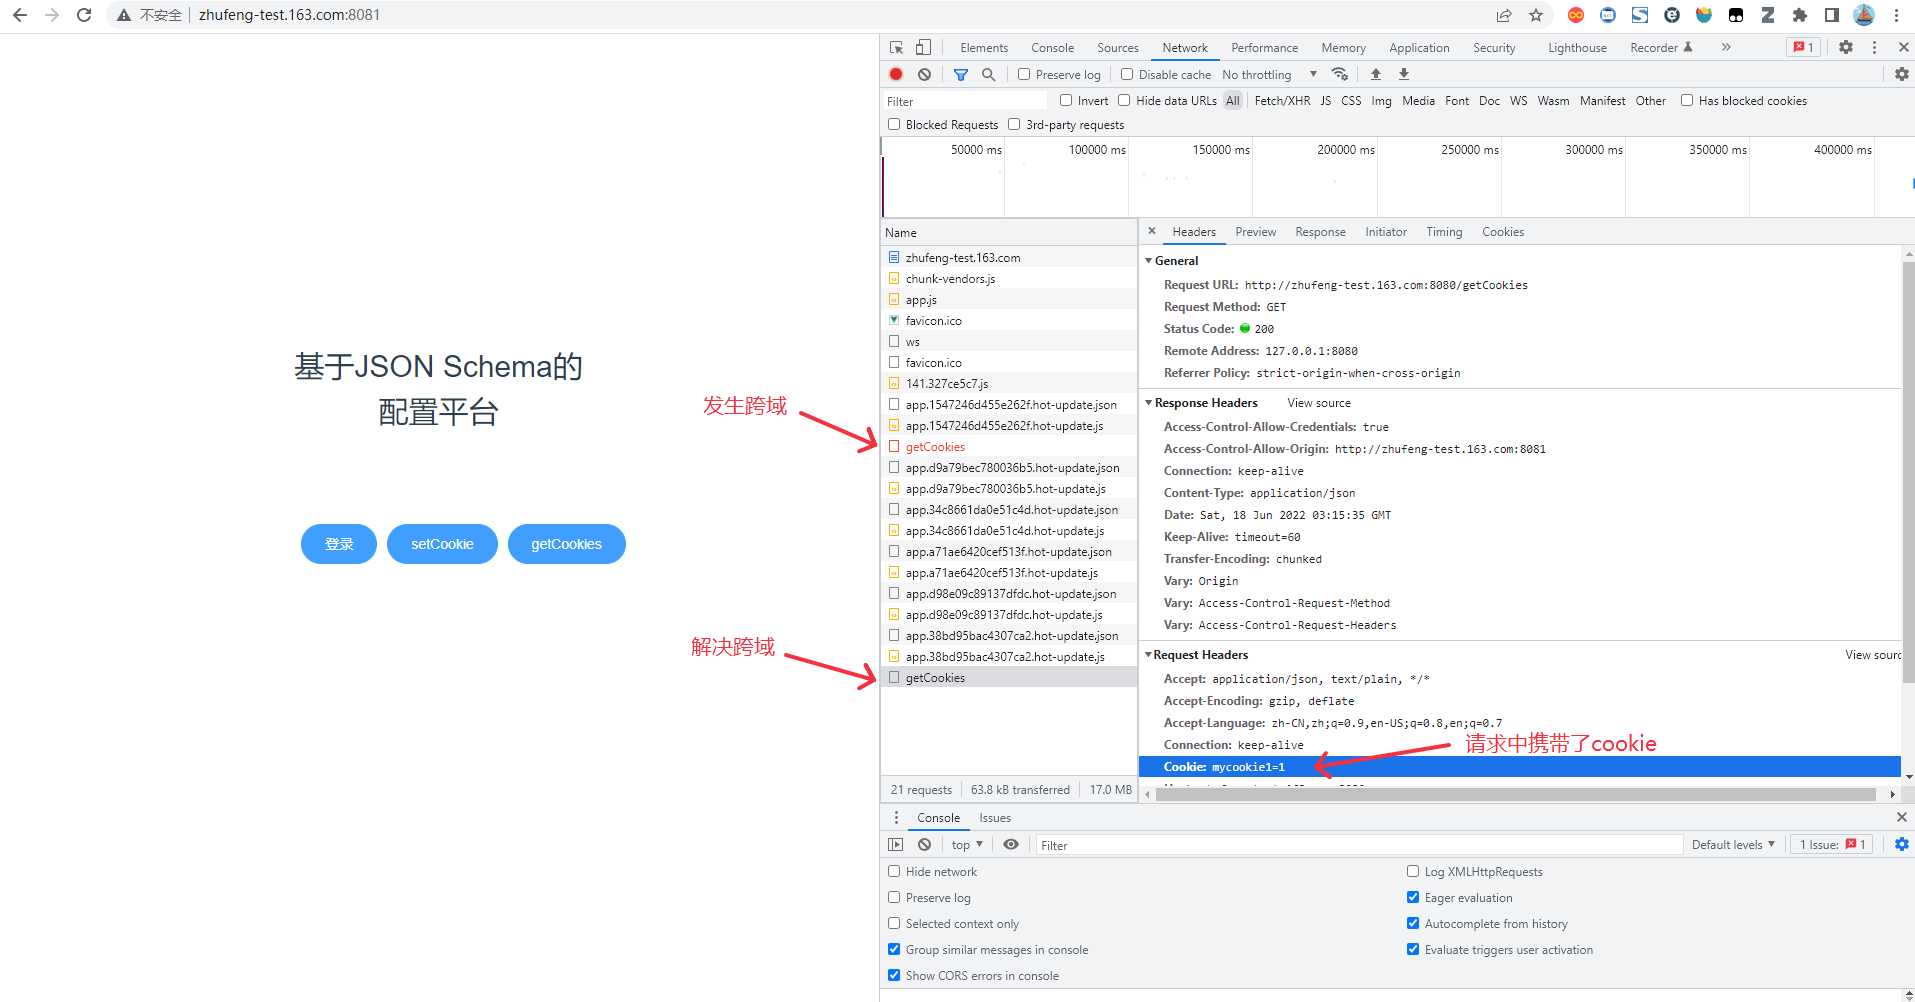 不安全 zhufeng-test.163.com:8081
Elements Console Sources Network Performance Memory Application Security Lighthouse Recorder » 1
Preserve log Disable cache No throttling
Filter Invert Hide data URLs All Fetch/XHR JS CSS Img Media Font Doc WS Wasm Manifest Other Has blocked cookies
Blocked Requests 3rd-party requests
50000 ms 100000 ms 150000 ms 200000 ms 250000 ms 300000 ms 350000 ms 400000 ms
基于JSON Schema的
配置平台
登录 setCookie getCookies
发生跨域
解决跨域
Name
zhufeng-test.163.com
chunk-vendors.js
app.js
favicon.ico
ws
favicon.ico
141.327ce5c7.js
app.1547246d455e262f.hot-update.json
app.1547246d455e262f.hot-update.js
getCookies
app.d9a79bec780036b5.hot-update.json
app.d9a79bec780036b5.hot-update.js
app.34c8661da0e51c4d.hot-update.json
app.34c8661da0e51c4d.hot-update.js
app.a71ae6420cef513f.hot-update.json
app.a71ae6420cef513f.hot-update.js
app.d98e09c89137dfdc.hot-update.json
app.d98e09c89137dfdc.hot-update.js
app.38bd95bac4307ca2.hot-update.json
app.38bd95bac4307ca2.hot-update.js
getCookies
21 requests 63.8 kB transferred 17.0 MB
Headers Preview Response Initiator Timing Cookies
General
Request URL: http://zhufeng-test.163.com:8080/getCookies
Request Method: GET
Status Code: 200
Remote Address: 127.0.0.1:8080
Referrer Policy: strict-origin-when-cross-origin
Response Headers View source
Access-Control-Allow-Credentials: true
Access-Control-Allow-Origin: http://zhufeng-test.163.com:8081
Connection: keep-alive
Content-Type: application/json
Date: Sat, 18 Jun 2022 03:15:35 GMT
Keep-Alive: timeout=60
Transfer-Encoding: chunked
Vary: Origin
Vary: Access-Control-Request-Method
Vary: Access-Control-Request-Headers
Request Headers View sourc
Accept: application/json, text/plain, */*
Accept-Encoding: gzip, deflate
Accept-Language: zh-CN,zh;q=0.9,en-US;q=0.8,en;q=0.7
Connection: keep-alive
请求中携带了cookie
Cookie: mycookie1=1
Console Issues
top Filter Default levels 1 Issue: 1
Hide network Log XMLHttpRequests
Preserve log Eager evaluation
Selected context only Autocomplete from history
Group similar messages in console Evaluate triggers user activation
Show CORS errors in console